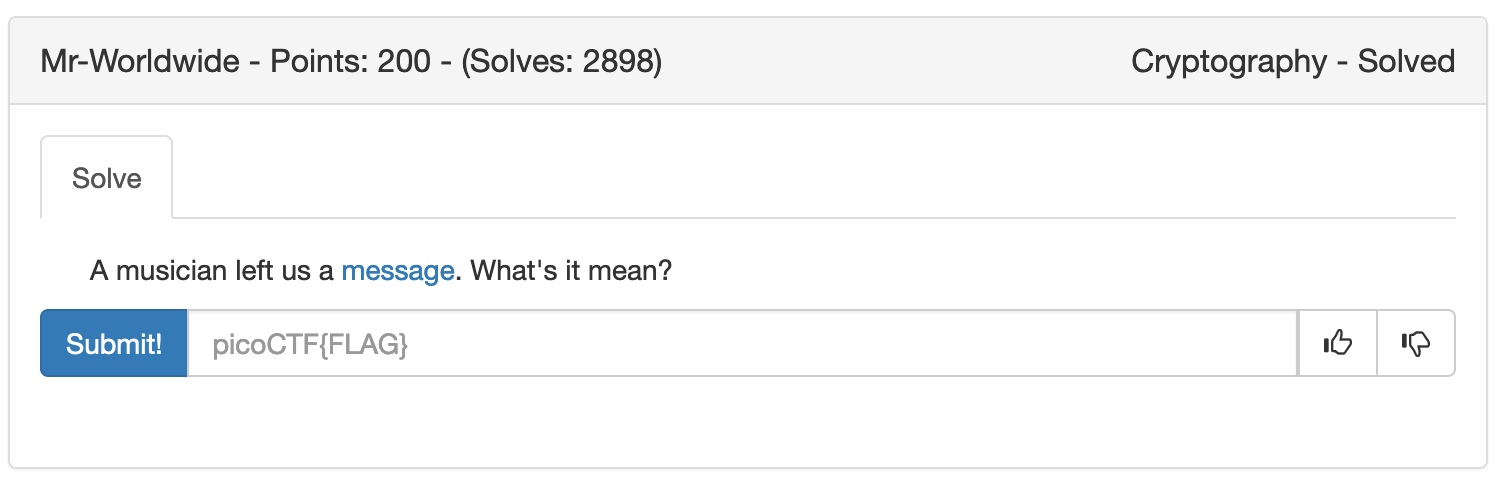 Mr-Worldwide - Points: 200 - (Solves: 2898)
Cryptography - Solved
Solve
A musician left us a message. What's it mean?
Submit!
picoCTF{FLAG}